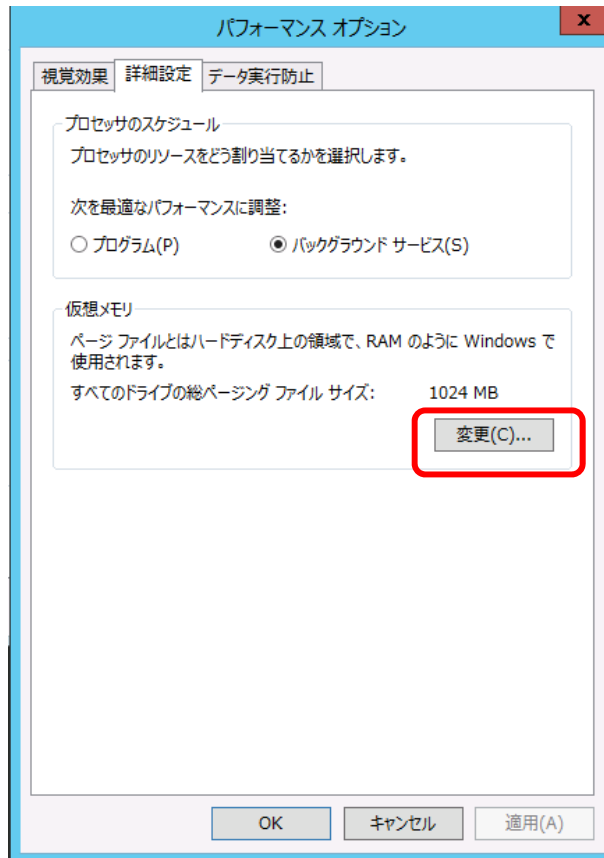 パフォーマンス オプション
x
視覚効果 詳細設定 データ実行防止
プロセッサのスケジュール
プロセッサのリソースをどう割り当てるかを選択します。
次を最適なパフォーマンスに調整:
プログラム(P) バックグラウンド サービス(S)
仮想メモリ
ページ ファイルとはハードディスク上の領域で、RAM のように Windows で
使用されます。
すべてのドライブの総ページング ファイル サイズ: 1024 MB
変更(C)...
OK キャンセル 適用(A)